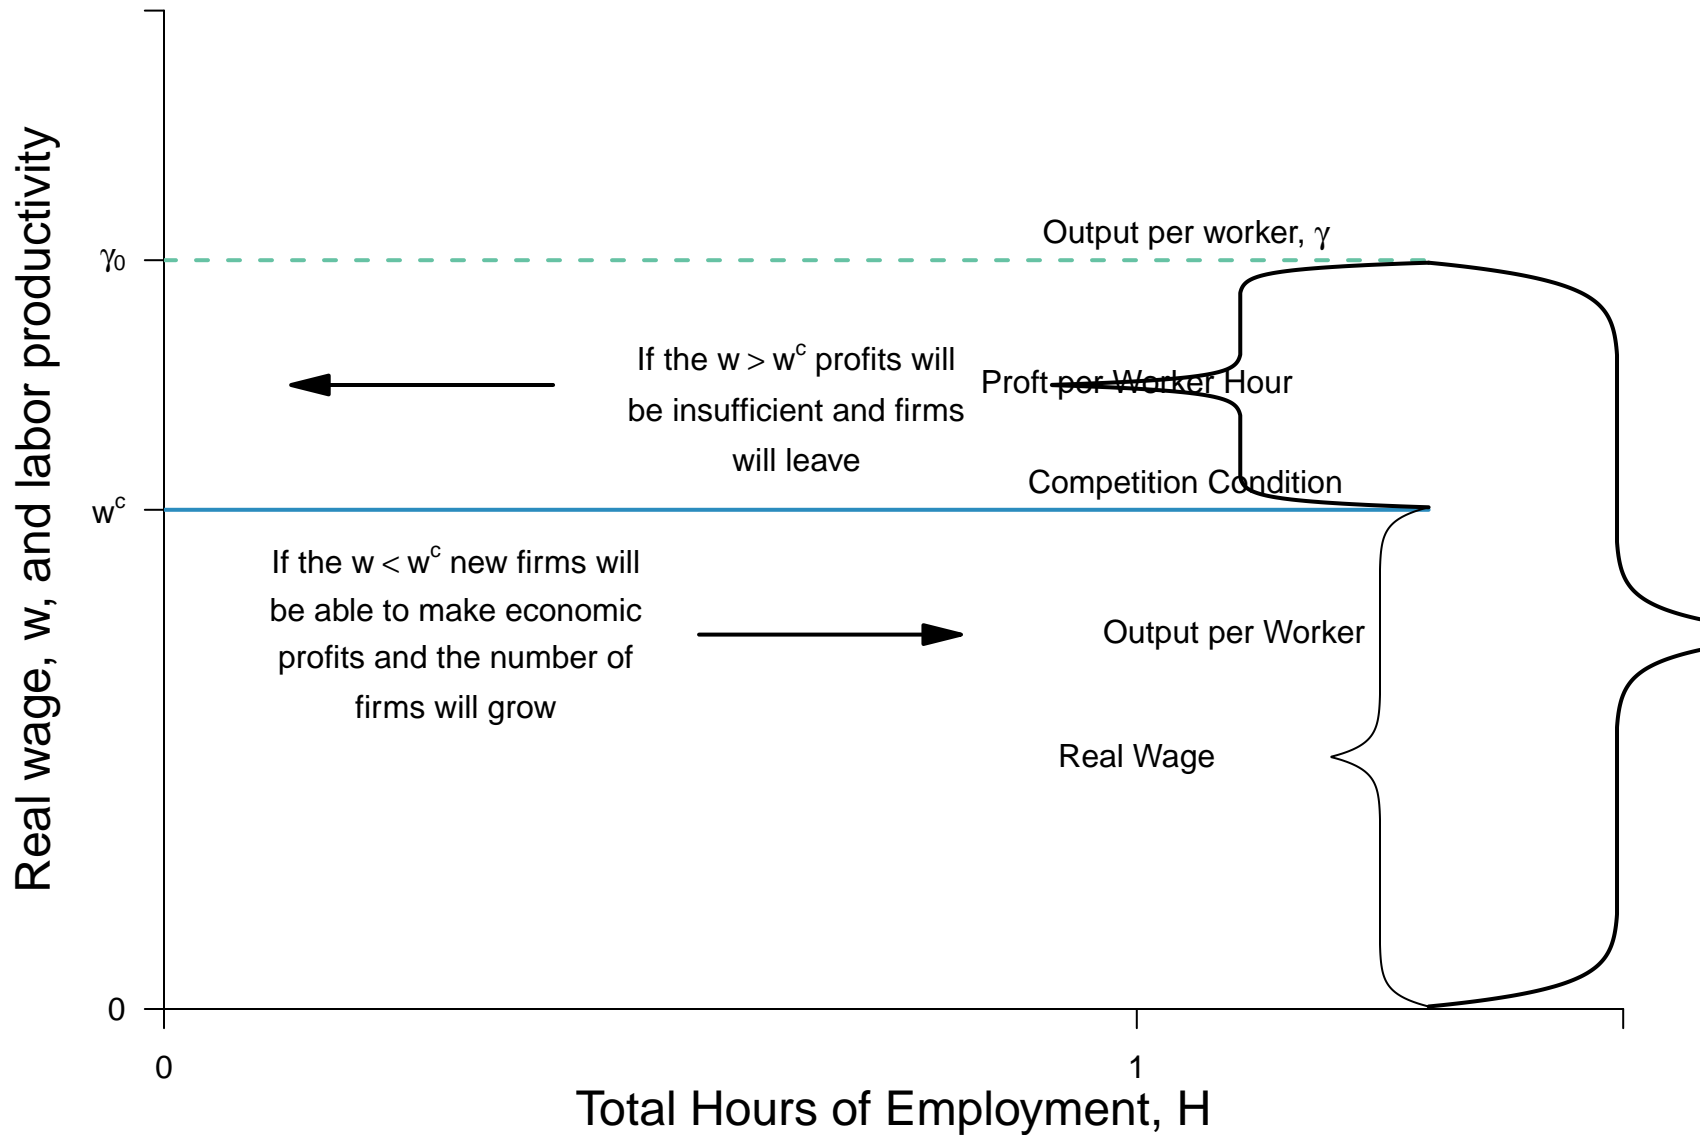 Real wage, w, and labor productivity
γ0
wc
0
Output per worker, γ
If the w > wc profits will
be insufficient and firms
will leave
Proft per Worker Hour
Competition Condition
If the w < wc new firms will
be able to make economic
profits and the number of
firms will grow
Output per Worker
Real Wage
0
1
Total Hours of Employment, H